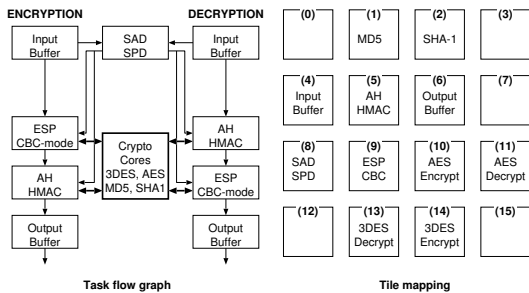 ENCRYPTION
DECRYPTION
Input
Buffer
SAD
SPD
Input
Buffer
ESP
CBC-mode
Crypto
Cores
3DES, AES
MD5, SHA1
AH
HMAC
AH
HMAC
ESP
CBC-mode
Output
Buffer
Output
Buffer
Task flow graph
(0)
(1)
MD5
(2)
SHA-1
(3)
(4)
Input
Buffer
(5)
AH
HMAC
(6)
Output
Buffer
(7)
(8)
SAD
SPD
(9)
ESP
CBC
(10)
AES
Encrypt
(11)
AES
Decrypt
(12)
(13)
3DES
Decrypt
(14)
3DES
Encrypt
(15)
Tile mapping